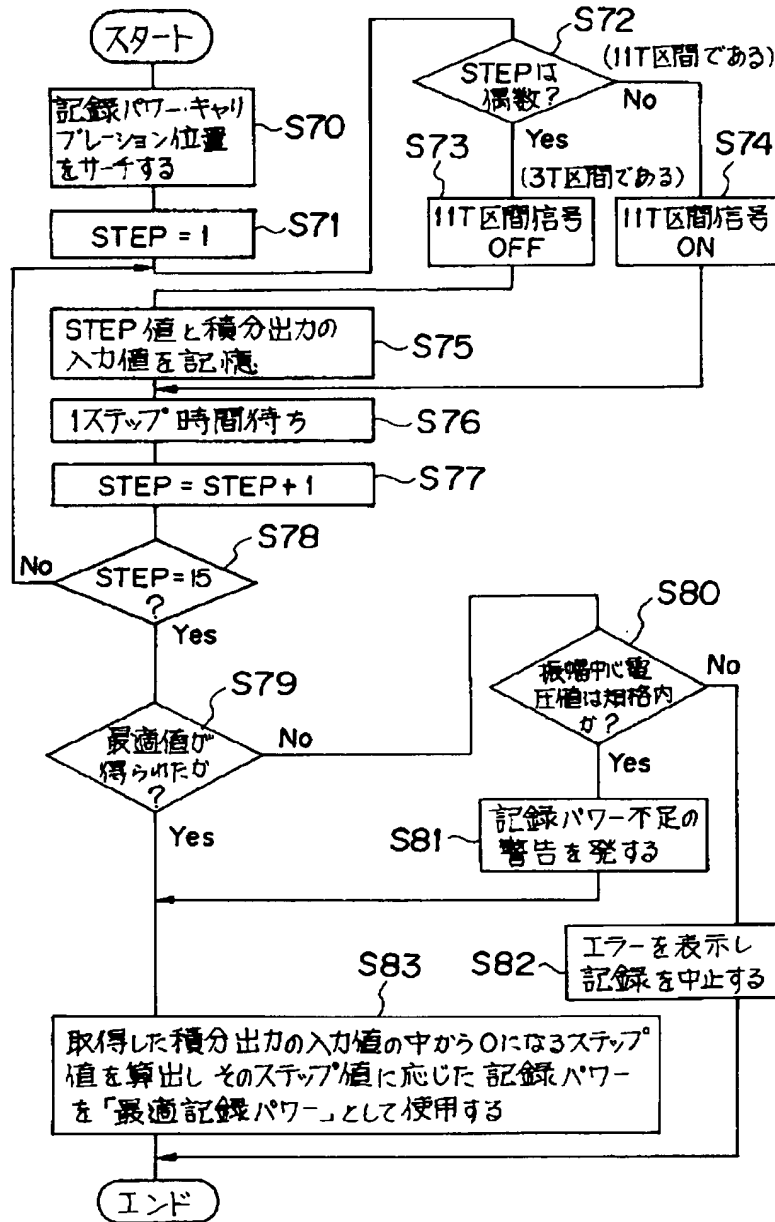 スタート
記録パワー・キャリ
ブレーション位置
をサーチする
S70
STEP = 1
S71
S72
STEPは
偶数?
(11T区間である)
No
Yes
(3T区間である)
S73
11T区間信号
OFF
S74
11T区間信号
ON
STEP値と積分出力の
入力値を記憶
S75
1ステップ時間待ち
S76
STEP = STEP+1
S77
S78
STEP=15
?
No
Yes
S79
最適値が
得られたか
?
No
Yes
S80
振幅中心電
圧値は規格内
か?
No
Yes
S81
記録パワー不足の
警告を発する
S82
エラーを表示し
記録を中止する
S83
取得した積分出力の入力値の中から0になるステップ
値を算出し そのステップ値に応じた 記録パワー
を「最適記録パワー」として使用する
エンド